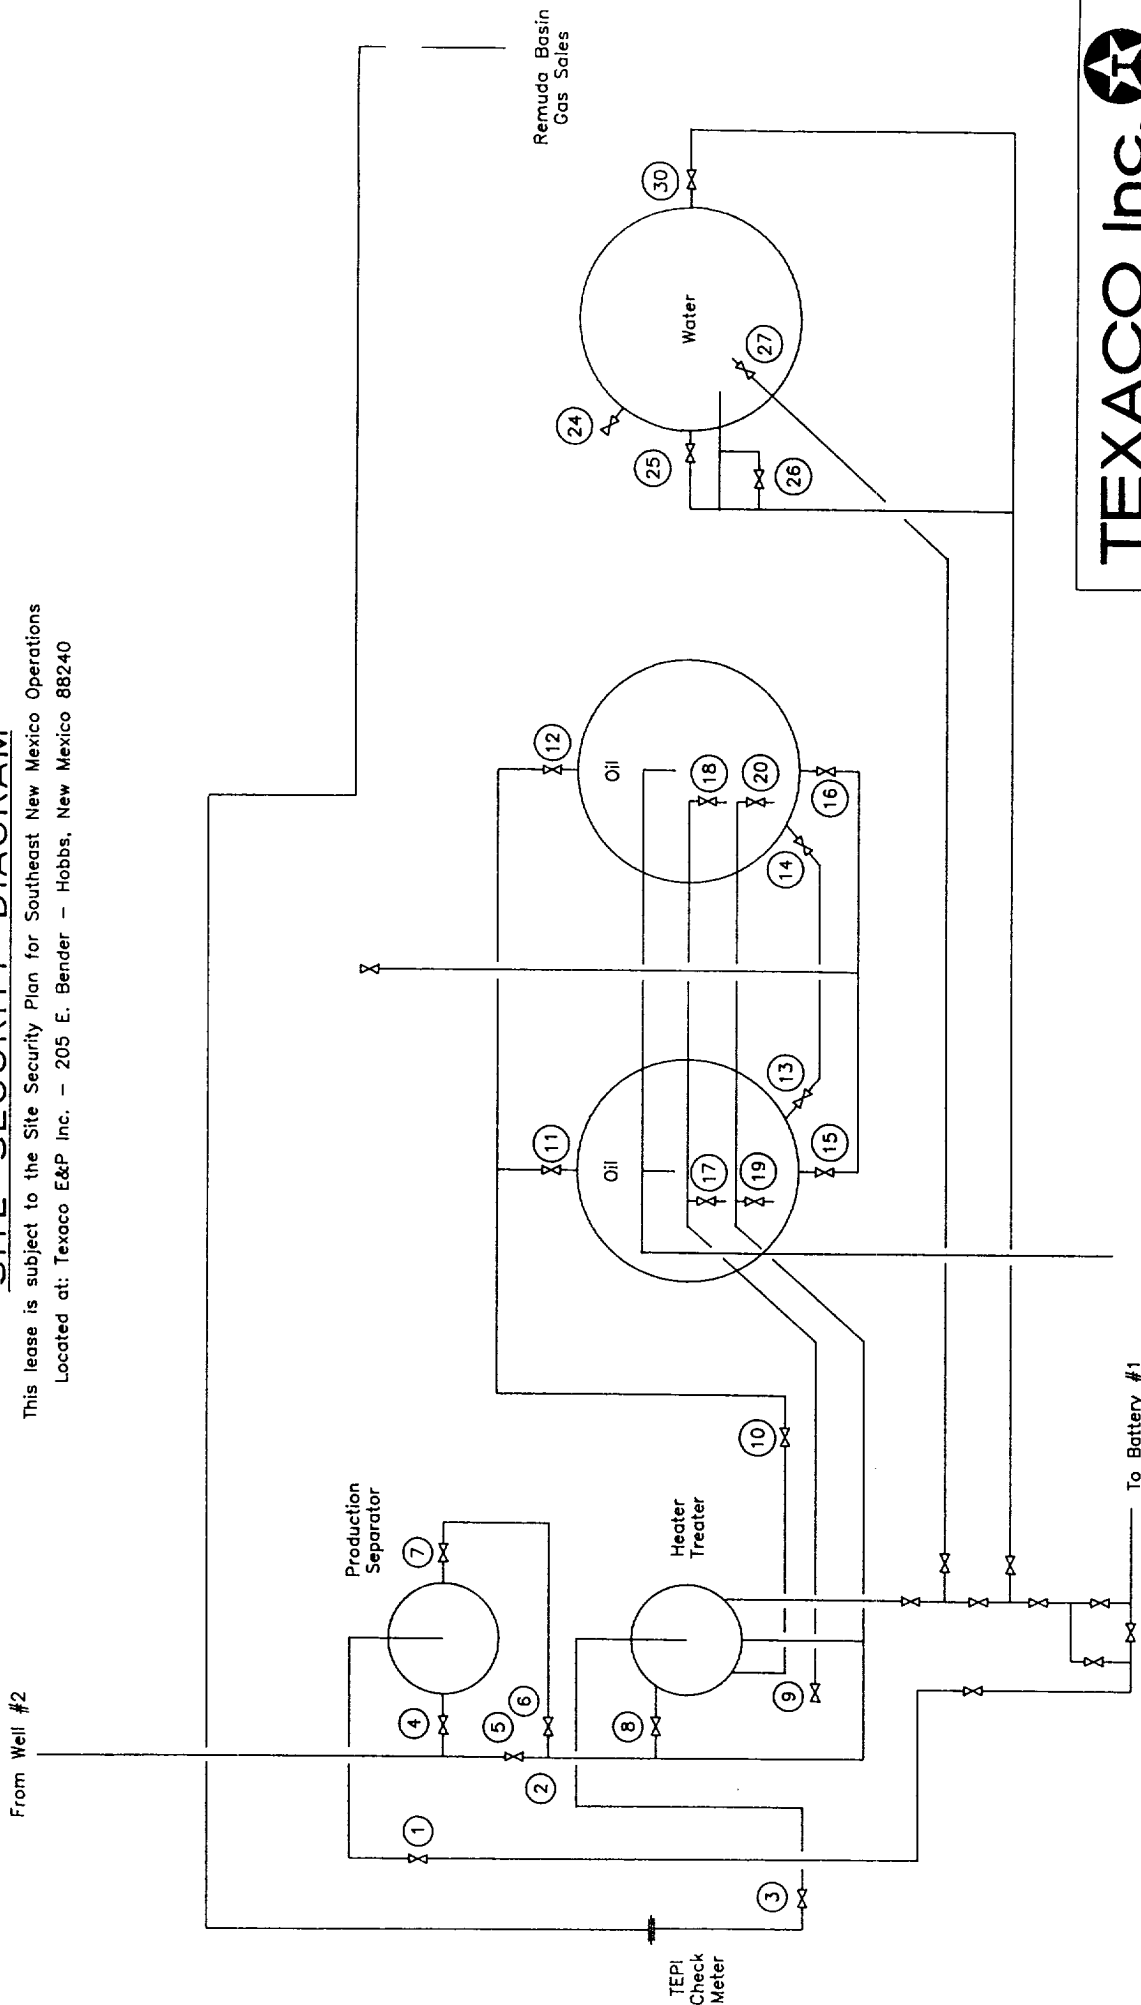 SITE SECURITY DIAGRAM
This lease is subject to the Site Security Plan for Southeast New Mexico Operations
Located at: Texaco E&P Inc. – 205 E. Bender – Hobbs, New Mexico 88240
From Well #2
Production
Separator
Remuda Basin
Gas Sales
1
2
3
4
5
6
7
TEPI
Check
Meter
Heater
Treater
8
9
10
11
12
Oil
Oil
13
14
15
16
17
18
19
20
Water
24
25
26
27
30
To Battery #1
TEXACO Inc.
T